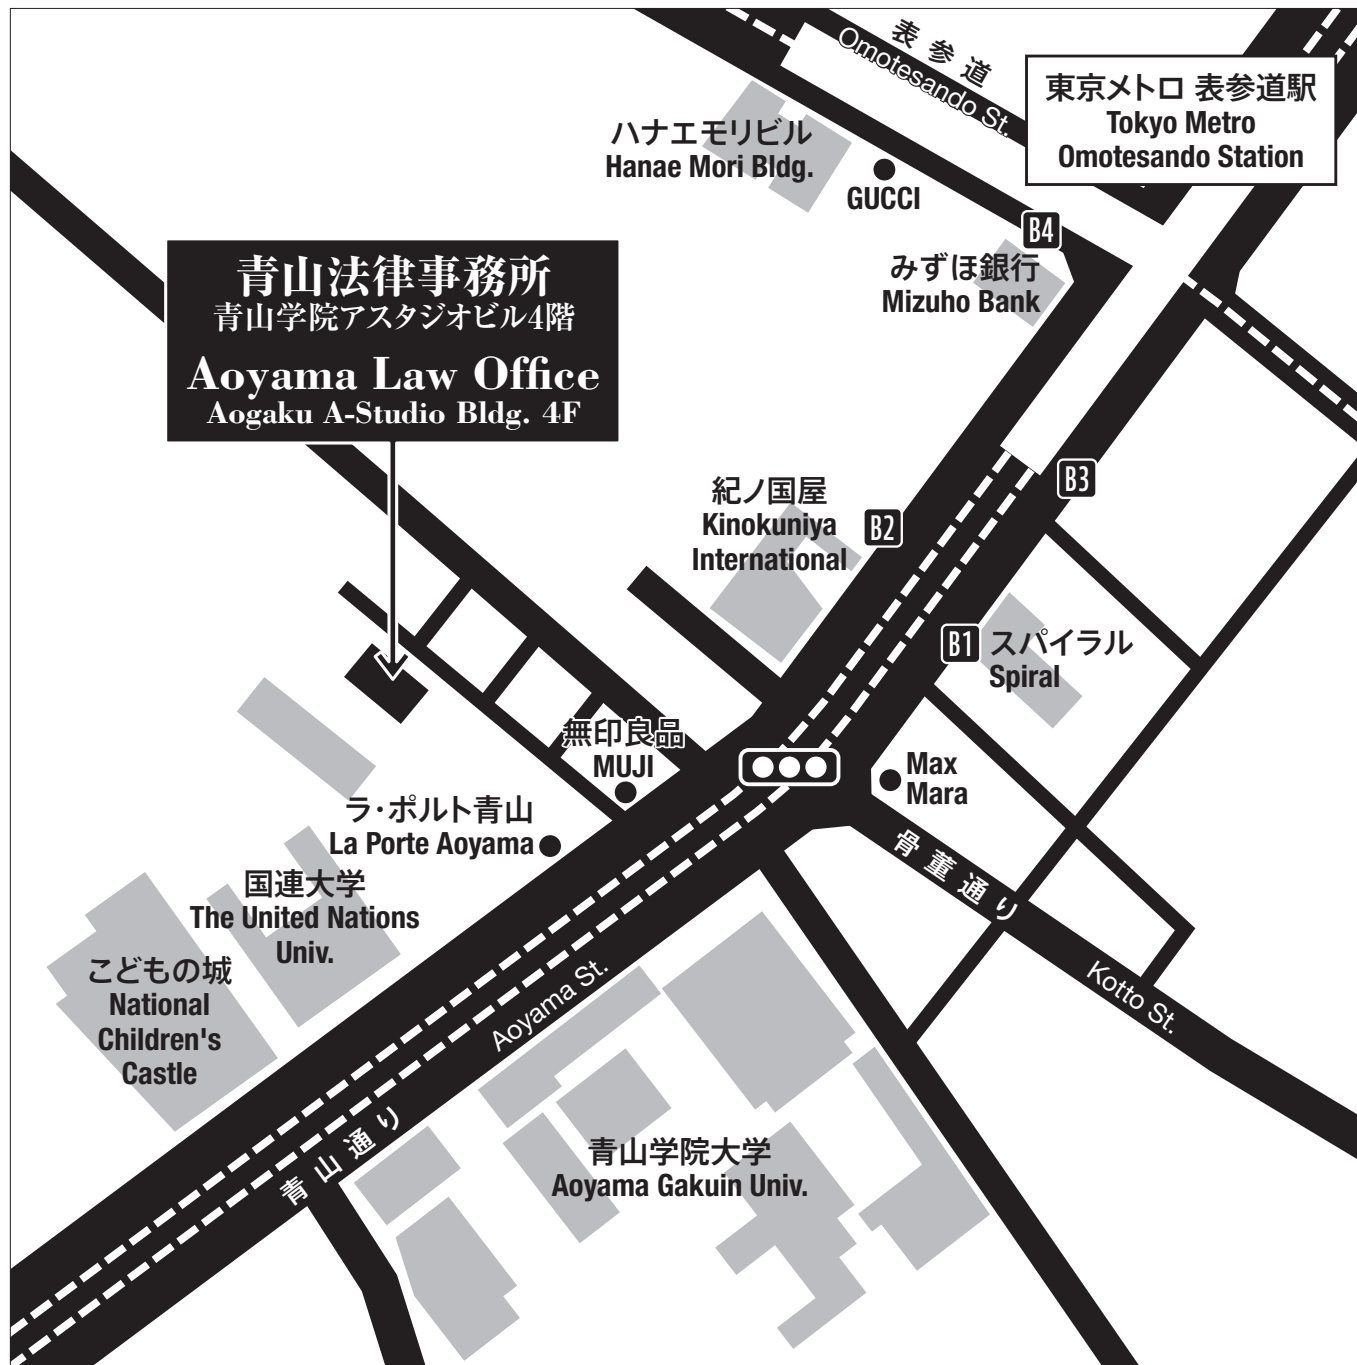 表参道
Omotesando St.
東京メトロ 表参道駅
Tokyo Metro
Omotesando Station
ハナエモリビル
Hanae Mori Bldg.
GUCCI
B4
みずほ銀行
Mizuho Bank
青山法律事務所
青山学院アスタジオビル4階
Aoyama Law Office
Aogaku A-Studio Bldg. 4F
紀ノ国屋
Kinokuniya
International
B2
B3
B1
スパイラル
Spiral
無印良品
MUJI
Max
Mara
ラ・ポルト青山
La Porte Aoyama
骨董通り
Kotto St.
国連大学
The United Nations
Univ.
こどもの城
National
Children's
Castle
Aoyama St.
青山通り
青山学院大学
Aoyama Gakuin Univ.